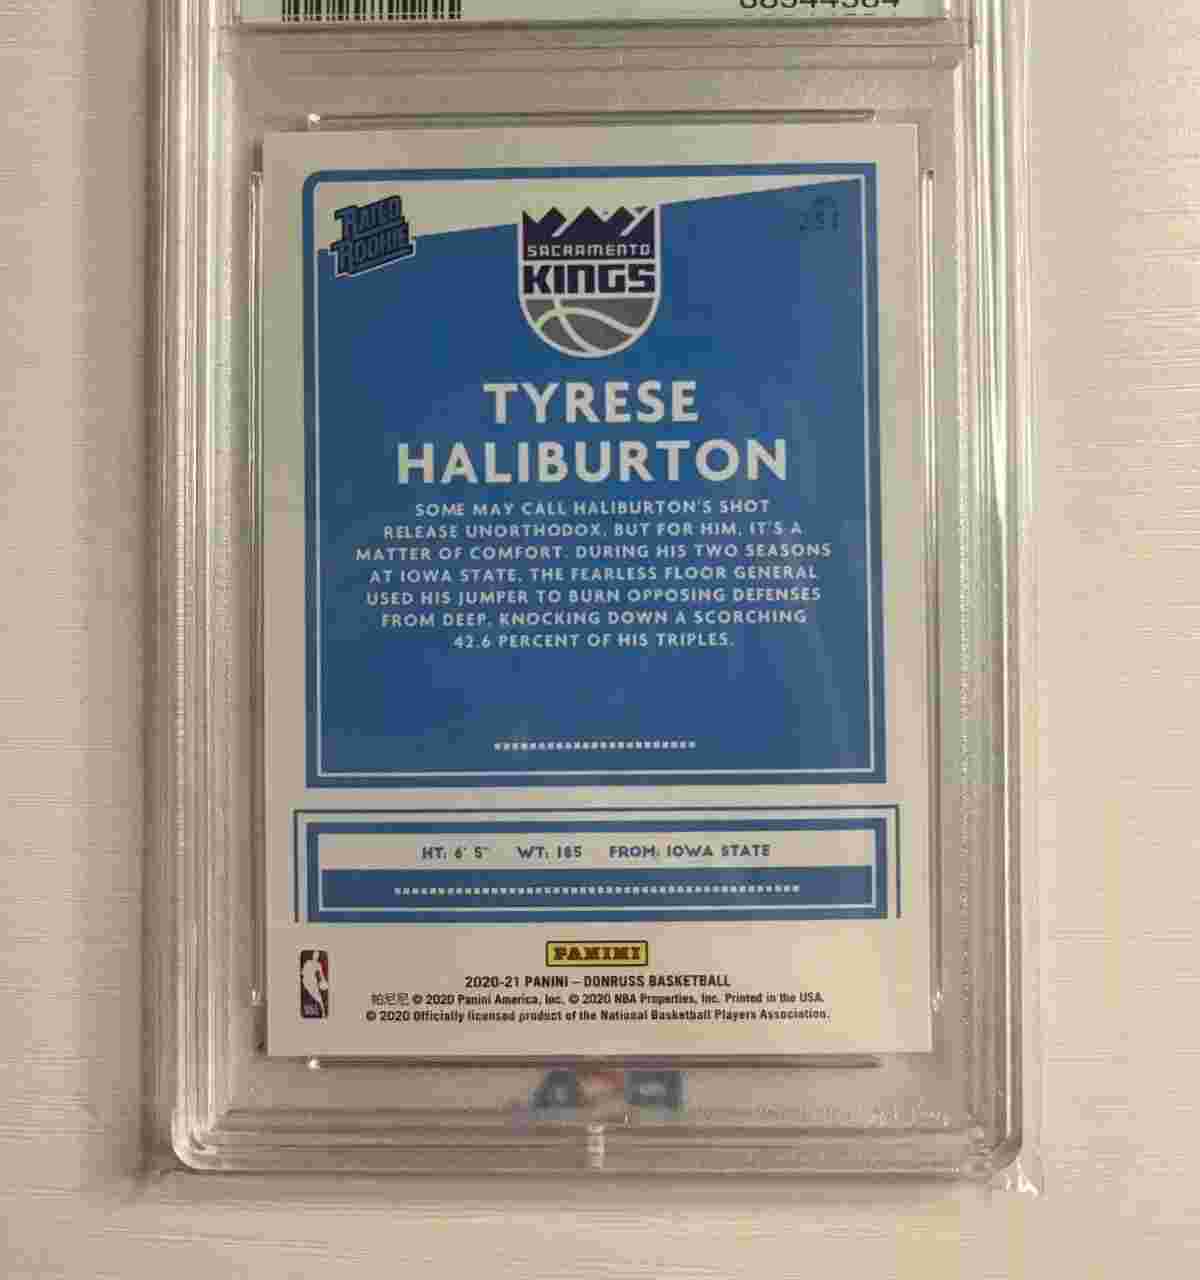 RATED
ROOKIE
SACRAMENTO
KINGS
TYRESE
HALIBURTON
SOME MAY CALL HALIBURTON'S SHOT
RELEASE UNORTHODOX, BUT FOR HIM, IT'S A
MATTER OF COMFORT. DURING HIS TWO SEASONS
AT IOWA STATE, THE FEARLESS FLOOR GENERAL
USED HIS JUMPER TO BURN OPPOSING DEFENSES
FROM DEEP, KNOCKING DOWN A SCORCHING
42.6 PERCENT OF HIS TRIPLES.
HT: 6' 5" WT: 185 FROM: IOWA STATE
PANINI
2020-21 PANINI – DONRUSS BASKETBALL
帕尼尼 © 2020 Panini America, Inc. © 2020 NBA Properties, Inc. Printed in the USA.
© 2020 Officially licensed product of the National Basketball Players Association.